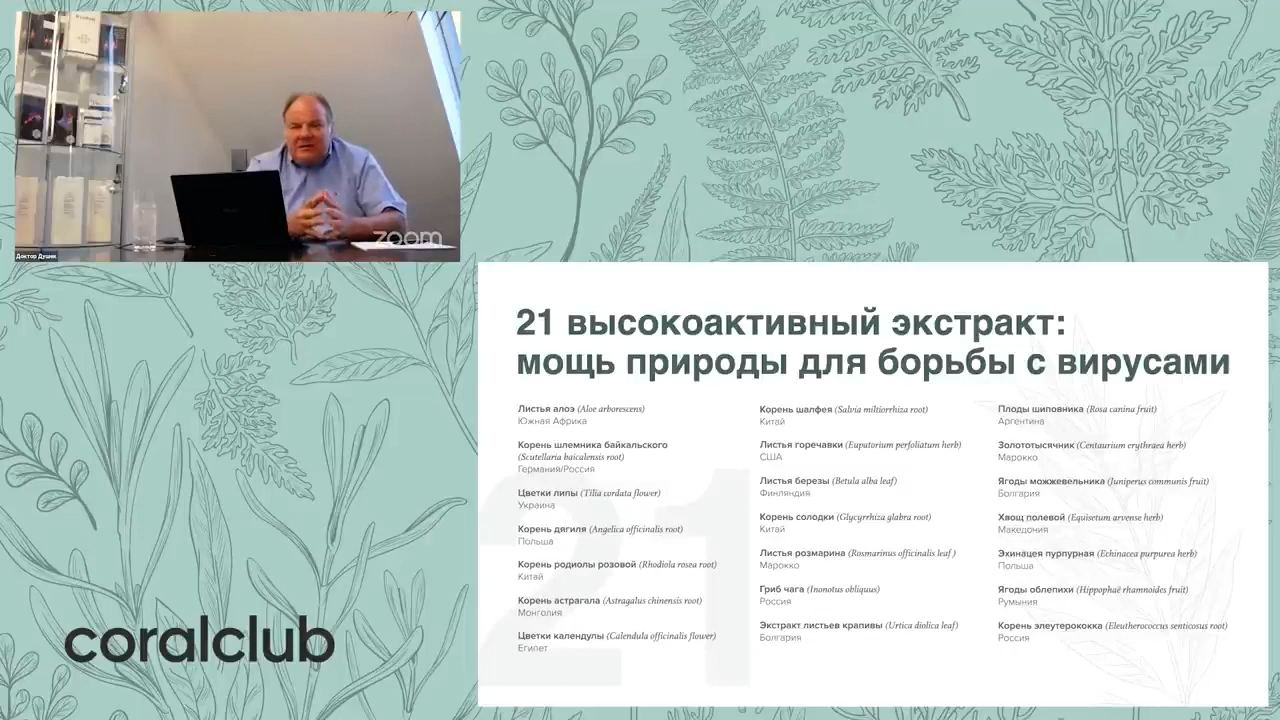 zoom
Доктор Душек
21 высокоактивный экстракт:
мощь природы для борьбы с вирусами
Листья алоэ (Aloe arborescens)
Южная Африка
Корень шлемника байкальского
(Scutellaria baicalensis root)
Германия/Россия
Цветки липы (Tilia cordata flower)
Украина
Корень дягиля (Angelica officinalis root)
Польша
Корень родиолы розовой (Rhodiola rosea root)
Китай
Корень астрагала (Astragalus chinensis root)
Монголия
Цветки календулы (Calendula officinalis flower)
Египет
Корень шалфея (Salvia miltiorrhiza root)
Китай
Листья горечавки (Eupatorium perfoliatum herb)
США
Листья березы (Betula alba leaf)
Финляндия
Корень солодки (Glycyrrhiza glabra root)
Китай
Листья розмарина (Rosmarinus officinalis leaf )
Марокко
Гриб чага (Inonotus obliquus)
Россия
Экстракт листьев крапивы (Urtica diolica leaf)
Болгария
Плоды шиповника (Rosa canina fruit)
Аргентина
Золототысячник (Centaurium erythraea herb)
Марокко
Ягоды можжевельника (Juniperus communis fruit)
Болгария
Хвощ полевой (Equisetum arvense herb)
Македония
Эхинацея пурпурная (Echinacea purpurea herb)
Польша
Ягоды облепихи (Hippophaë rhamnoides fruit)
Румыния
Корень элеутерококка (Eleutherococcus senticosus root)
Россия
21
coralclub